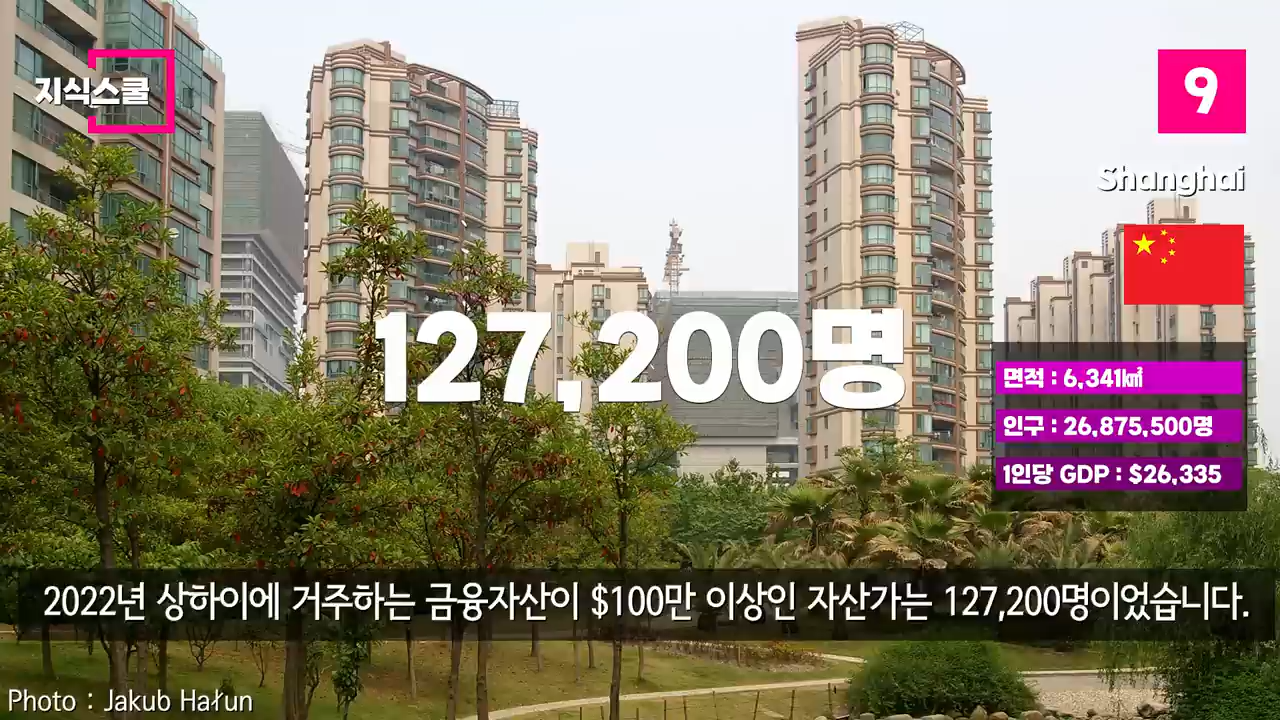 지식스쿨
9
Shanghai
127,200명
면적 : 6,341㎢
인구 : 26,875,500명
1인당 GDP : $26,335
2022년 상하이에 거주하는 금융자산이 $100만 이상인 자산가는 127,200명이었습니다.
Photo : Jakub Hałun